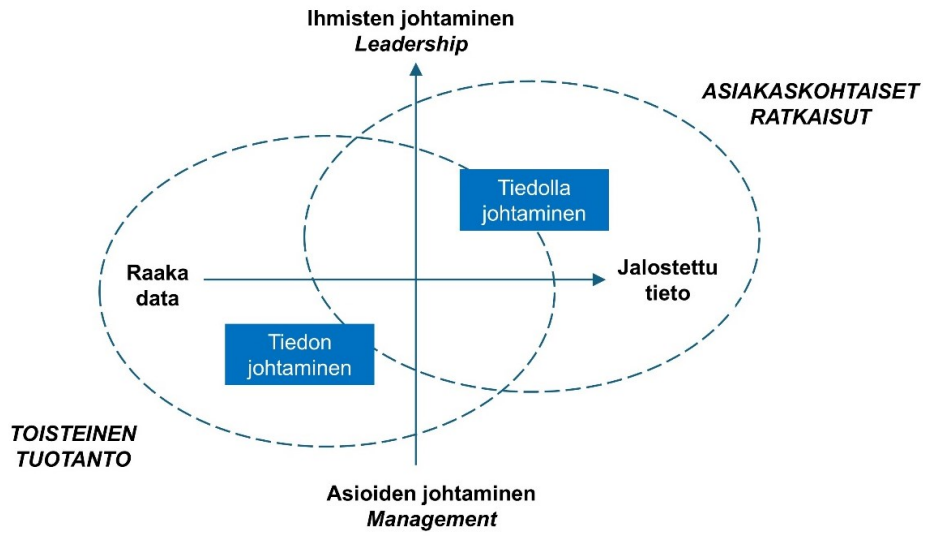 Ihmisten johtaminen
Leadership
ASIAKASKOHTAISET
RATKAISUT
Tiedolla
johtaminen
Raaka
data
Jalostettu
tieto
Tiedon
johtaminen
TOISTEINEN
TUOTANTO
Asioiden johtaminen
Management